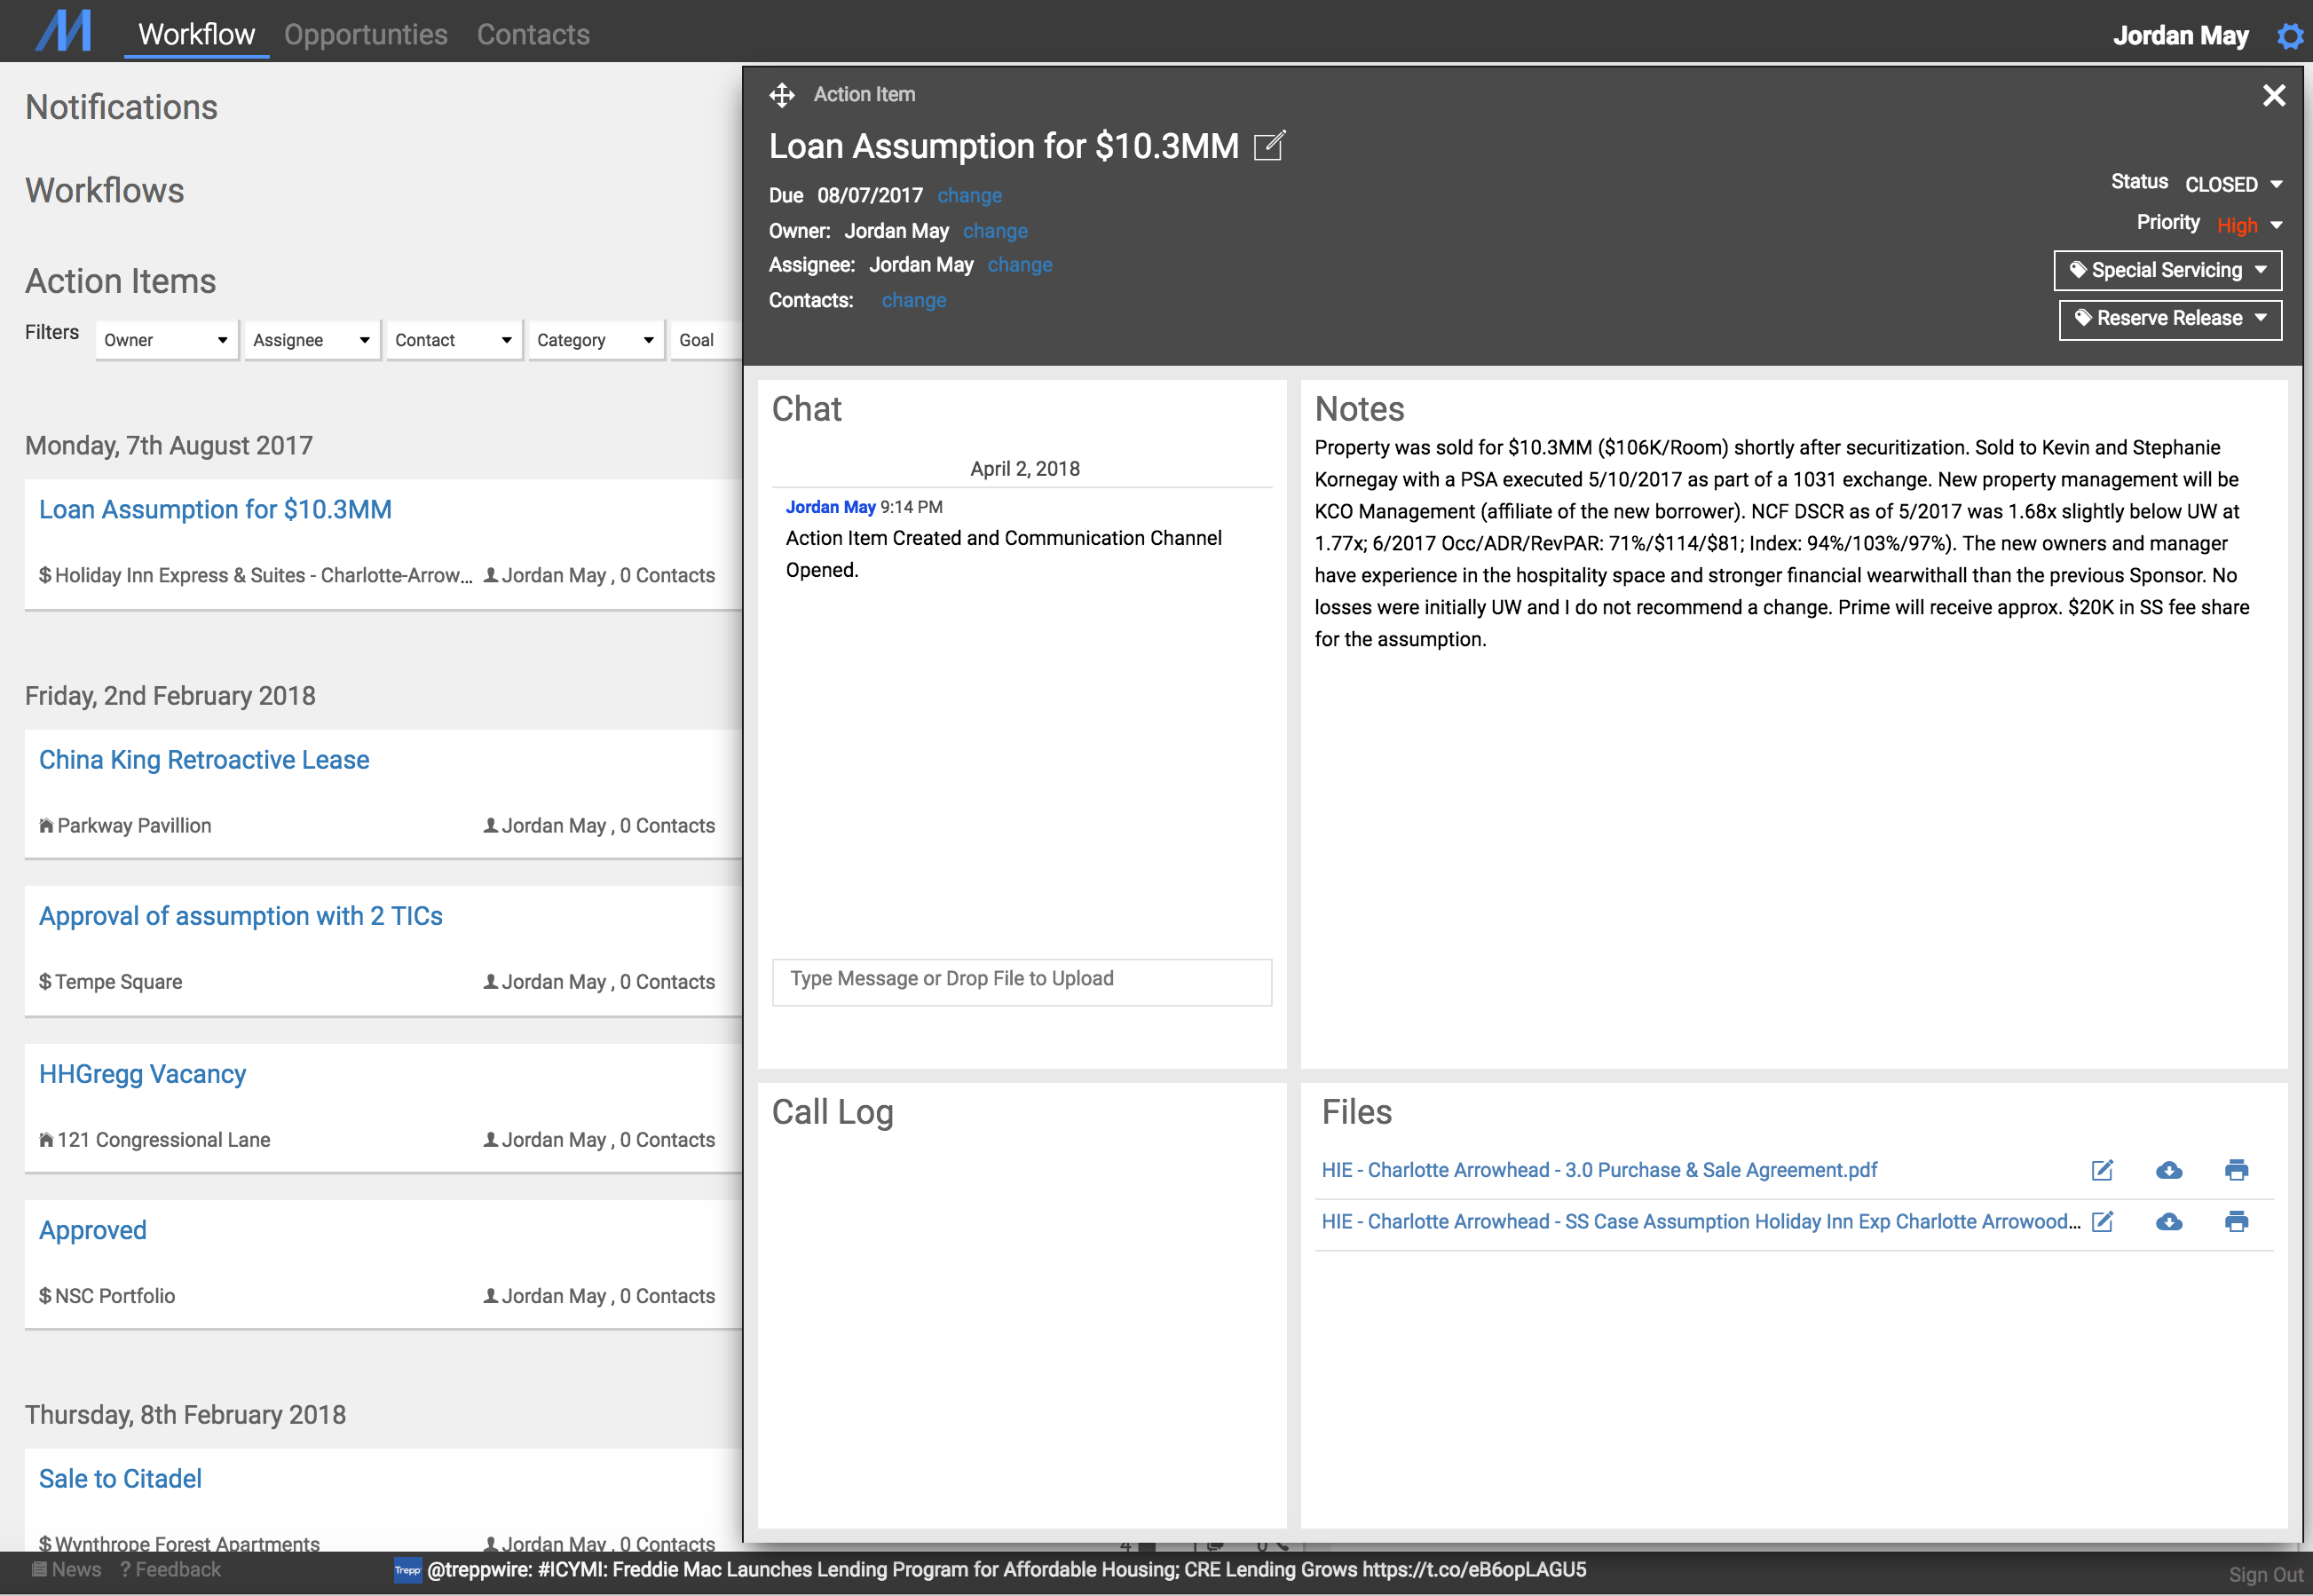 Workflow Opportunties Contacts
Jordan May
Notifications
Workflows
Action Items
Filters Owner Assignee Contact Category Goal
Monday, 7th August 2017
Loan Assumption for $10.3MM
$ Holiday Inn Express & Suites - Charlotte-Arrow... Jordan May , 0 Contacts
Friday, 2nd February 2018
China King Retroactive Lease
Parkway Pavillion Jordan May , 0 Contacts
Approval of assumption with 2 TICs
$ Tempe Square Jordan May , 0 Contacts
HHGregg Vacancy
121 Congressional Lane Jordan May , 0 Contacts
Approved
$ NSC Portfolio Jordan May , 0 Contacts
Thursday, 8th February 2018
Sale to Citadel
$ Wynthrope Forest Apartments Jordan May , 0 Contacts
Action Item
Loan Assumption for $10.3MM
Due 08/07/2017 change
Owner: Jordan May change
Assignee: Jordan May change
Contacts: change
Status CLOSED
Priority High
Special Servicing
Reserve Release
Chat
April 2, 2018
Jordan May 9:14 PM
Action Item Created and Communication Channel
Opened.
Type Message or Drop File to Upload
Notes
Property was sold for $10.3MM ($106K/Room) shortly after securitization. Sold to Kevin and Stephanie
Kornegay with a PSA executed 5/10/2017 as part of a 1031 exchange. New property management will be
KCO Management (affiliate of the new borrower). NCF DSCR as of 5/2017 was 1.68x slightly below UW at
1.77x; 6/2017 Occ/ADR/RevPAR: 71%/$114/$81; Index: 94%/103%/97%). The new owners and manager
have experience in the hospitality space and stronger financial wearwithall than the previous Sponsor. No
losses were initially UW and I do not recommend a change. Prime will receive approx. $20K in SS fee share
for the assumption.
Call Log
Files
HIE - Charlotte Arrowhead - 3.0 Purchase & Sale Agreement.pdf
HIE - Charlotte Arrowhead - SS Case Assumption Holiday Inn Exp Charlotte Arrowood...
News ? Feedback
Trepp @treppwire: #ICYMI: Freddie Mac Launches Lending Program for Affordable Housing; CRE Lending Grows https://t.co/eB6opLAGU5
Sign Out